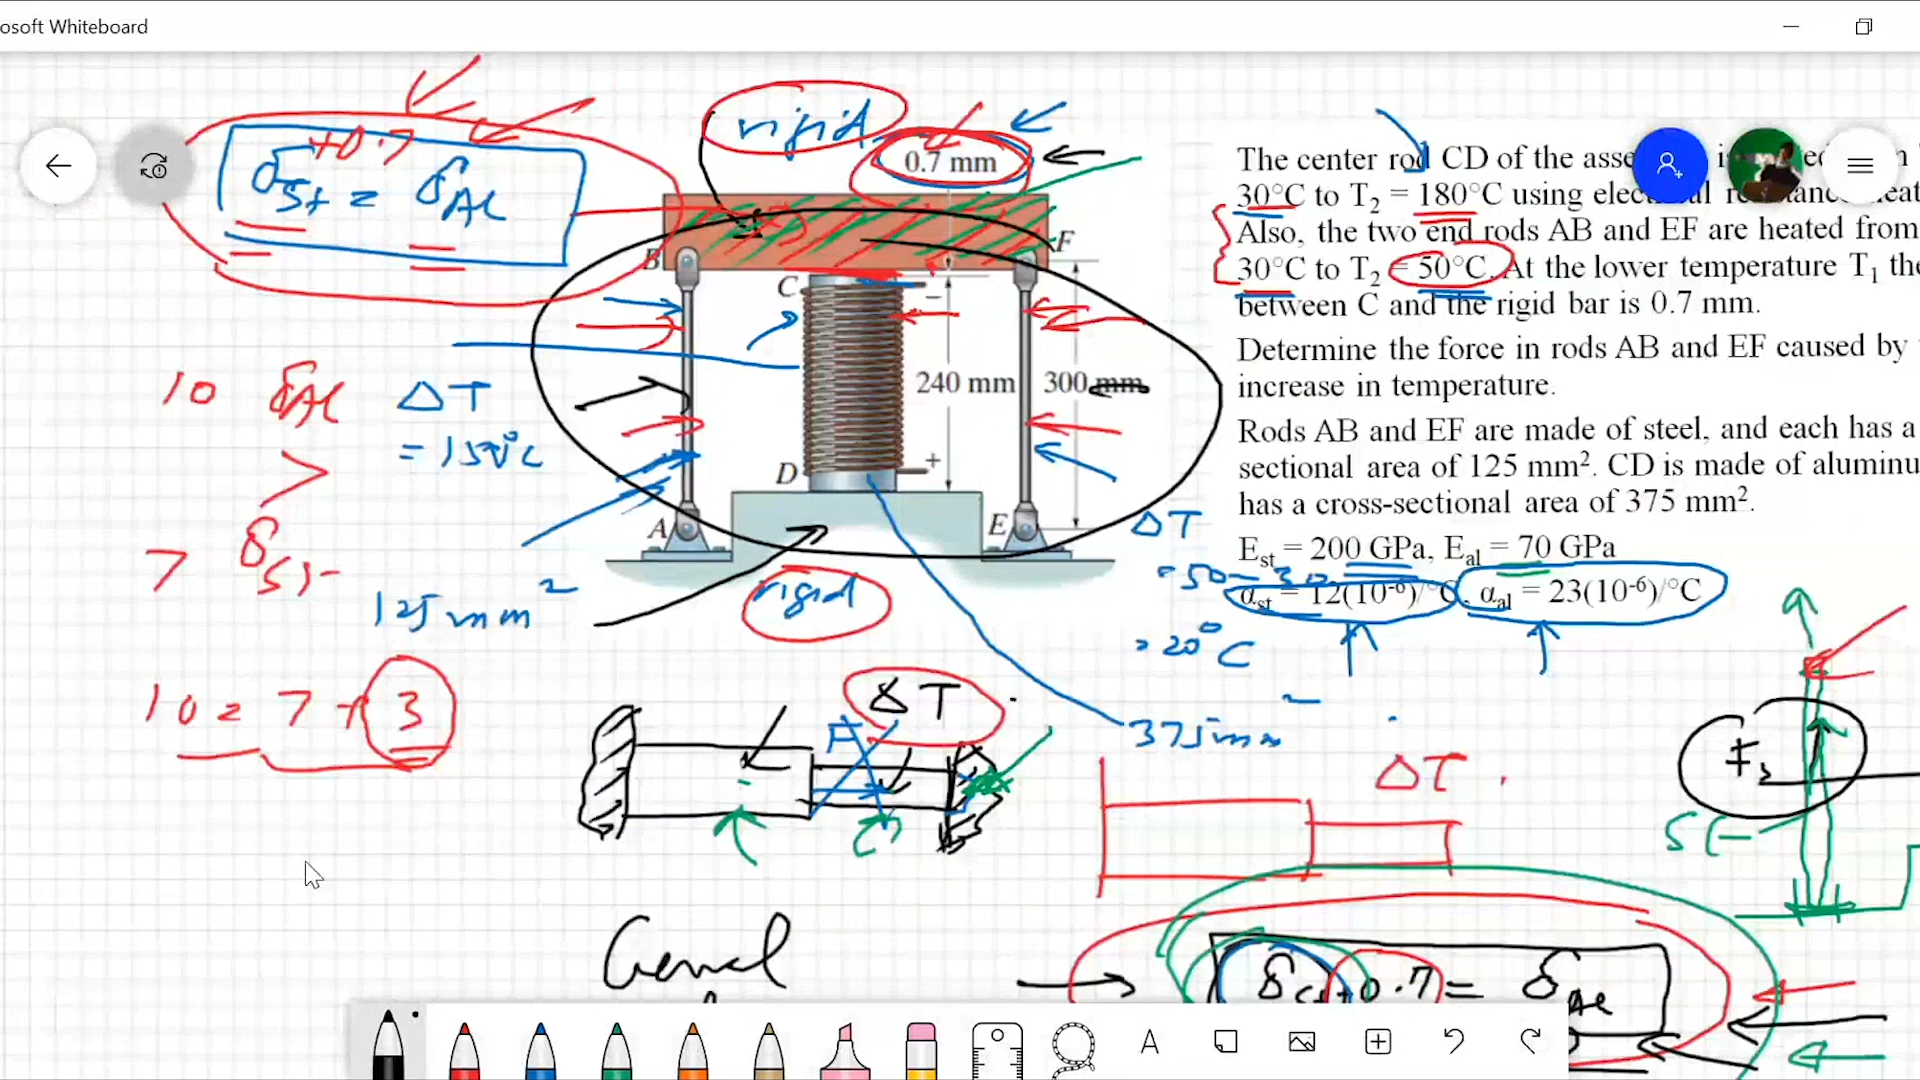 osoft Whiteboard
The center rod CD of the asse
30°C to T2 = 180°C using elec
Also, the two end rods AB and EF are heated from
30°C to T2 = 50°C. At the lower temperature T1 the
between C and the rigid bar is 0.7 mm.
Determine the force in rods AB and EF caused by
increase in temperature.
Rods AB and EF are made of steel, and each has a
sectional area of 125 mm². CD is made of aluminu
has a cross-sectional area of 375 mm².
Est = 200 GPa, Eal = 70 GPa
αst = 12(10-6)/°C, αal = 23(10-6)/°C
rigid
0.7 mm
δst +0.7 = δAl
B
F
C
240 mm
300 mm
D
A
E
rigid
10 δAl
>
7 δst
ΔT
= 150°C
125 mm²
ΔT
= 50 - 30
= 20°C
375 mm²
10 = 7 + 3
ΔT
ΔT
F
St
General
δst + 0.7 = δAl
A